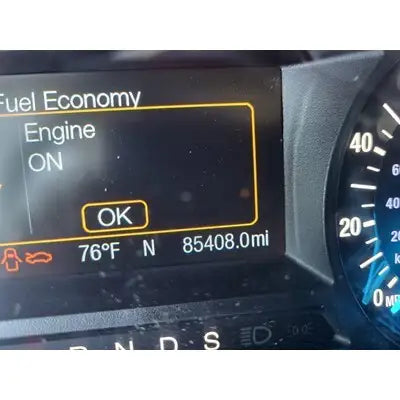 Fuel Economy
Engine
ON
OK
76°F N 85408.0mi
R N D S
40
20
0